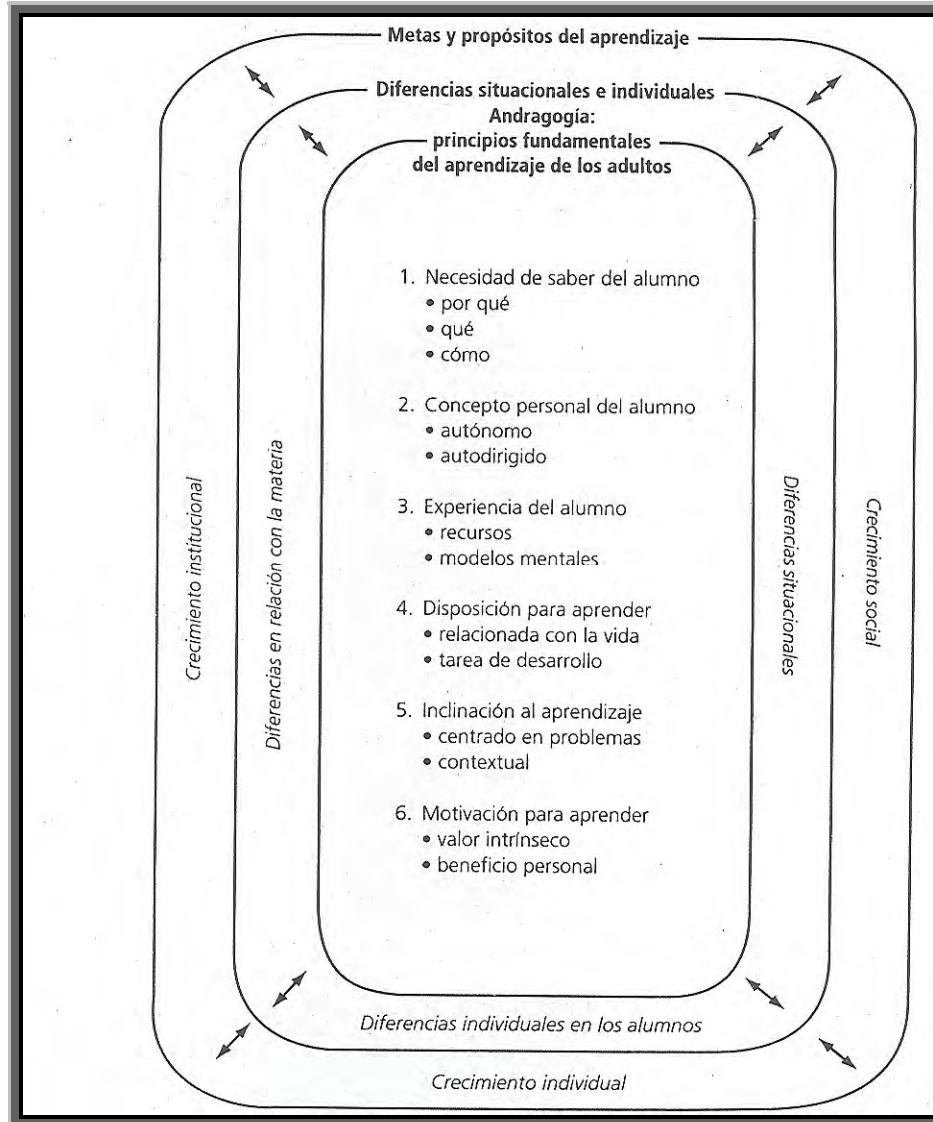 Metas y propósitos del aprendizaje
Diferencias situacionales e individuales
Andragogía:
principios fundamentales
del aprendizaje de los adultos
1. Necesidad de saber del alumno
• por qué
• qué
• cómo
2. Concepto personal del alumno
• autónomo
• autodirigido
3. Experiencia del alumno
• recursos
• modelos mentales
4. Disposición para aprender
• relacionada con la vida
• tarea de desarrollo
5. Inclinación al aprendizaje
• centrado en problemas
• contextual
6. Motivación para aprender
• valor intrínseco
• beneficio personal
Crecimiento institucional
Diferencias en relación con la materia
Diferencias situacionales
Crecimiento social
Diferencias individuales en los alumnos
Crecimiento individual